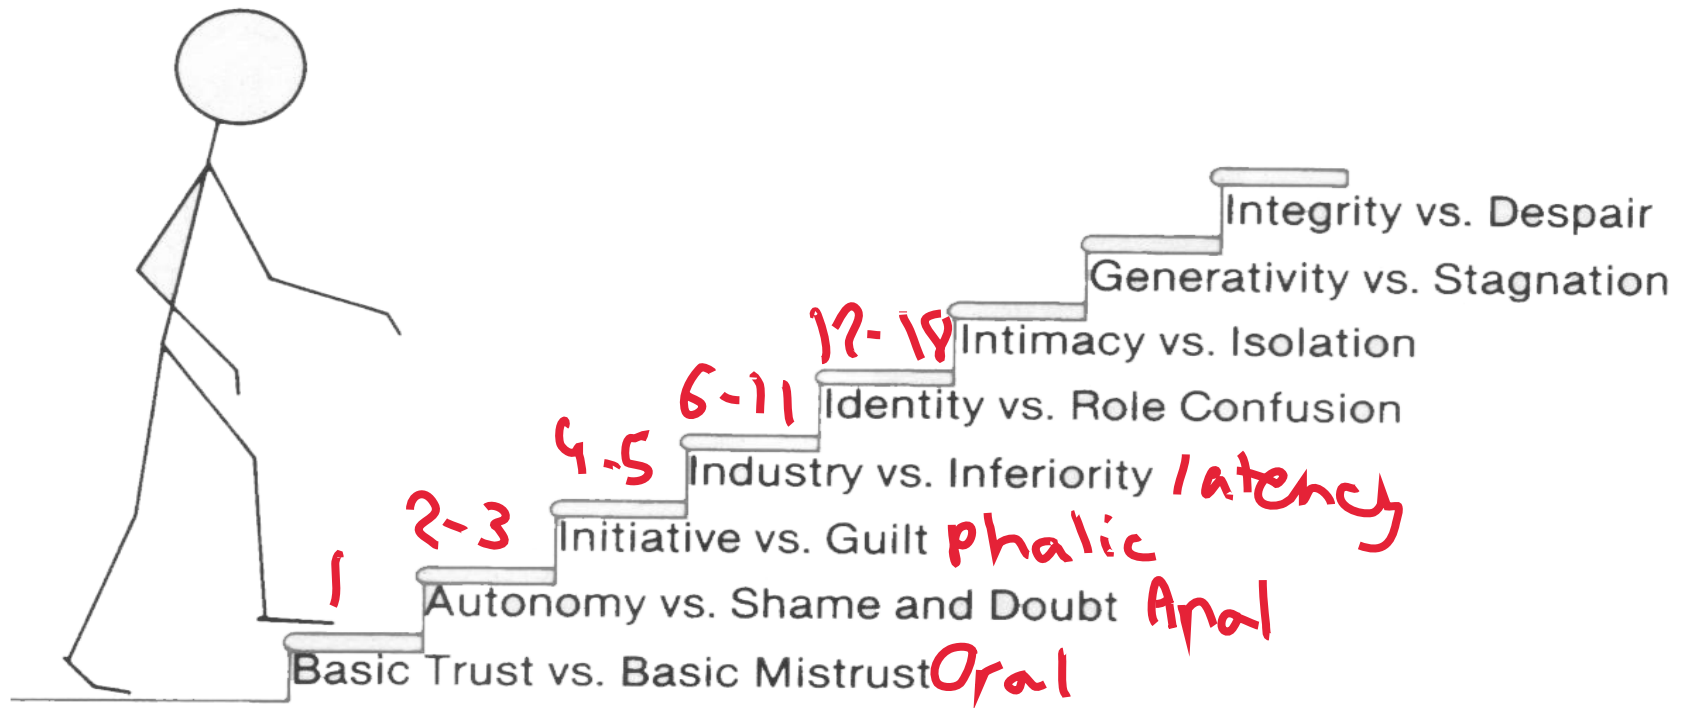 Integrity vs. Despair
Generativity vs. Stagnation
12-18 Intimacy vs. Isolation
6-11 Identity vs. Role Confusion
4-5 Industry vs. Inferiority latency
2-3 Initiative vs. Guilt phalic
1 Autonomy vs. Shame and Doubt Anal
Basic Trust vs. Basic Mistrust Oral